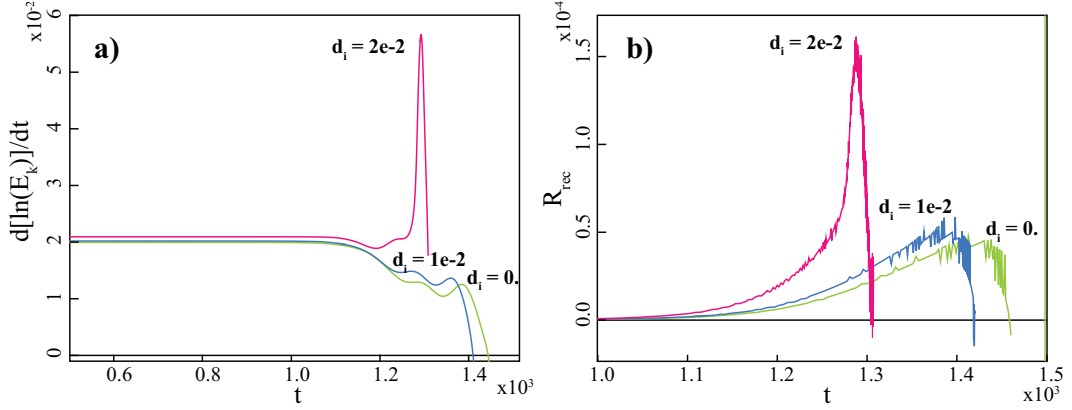 x10⁻²
a)
d[ln(E_k)]/dt
6
5
4
3
2
1
0
d_i = 2e-2
d_i = 1e-2
d_i = 0.
0.6 0.8 1.0 1.2 1.4
t
x10³
x10⁻⁴
b)
R_rec
1.5
1.0
0.5
0.0
d_i = 2e-2
d_i = 1e-2
d_i = 0.
1.0 1.1 1.2 1.3 1.4 1.5
t
x10³